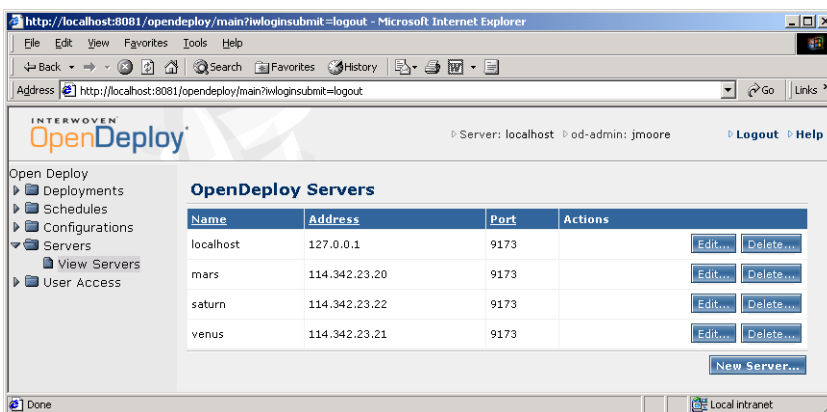 http://localhost:8081/opendeploy/main?iwloginsubmit=logout - Microsoft Internet Explorer
File Edit View Favorites Tools Help
Back Search Favorites History
Address http://localhost:8081/opendeploy/main?iwloginsubmit=logout Go Links
INTERWOVEN
OpenDeploy
Server: localhost od-admin: jmoore Logout Help
Open Deploy
Deployments
Schedules
Configurations
Servers
View Servers
User Access
OpenDeploy Servers
Name Address Port Actions
localhost 127.0.0.1 9173 Edit... Delete...
mars 114.342.23.20 9173 Edit... Delete...
saturn 114.342.23.22 9173 Edit... Delete...
venus 114.342.23.21 9173 Edit... Delete...
New Server...
Done Local intranet